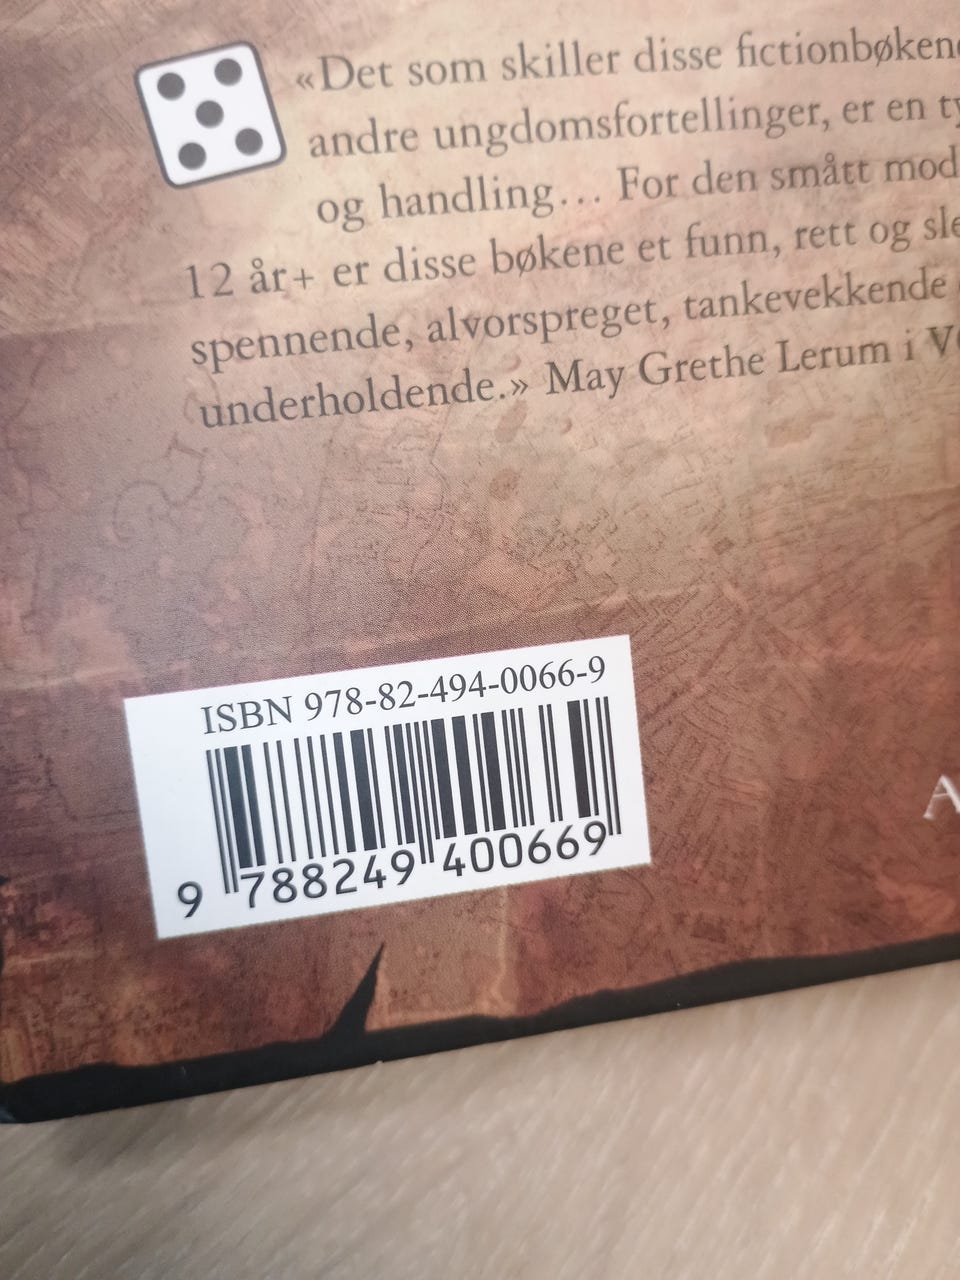 «Det som skiller disse fictionbøken
andre ungdomsfortellinger, er en
og handling... For den smått
12 år+ er disse bøkene et funn, rett og
spennende, alvorspreget, tankevekkende
underholdende.» May Grethe Lerum i
ISBN 978-82-494-0066-9
9 788249 400669
A